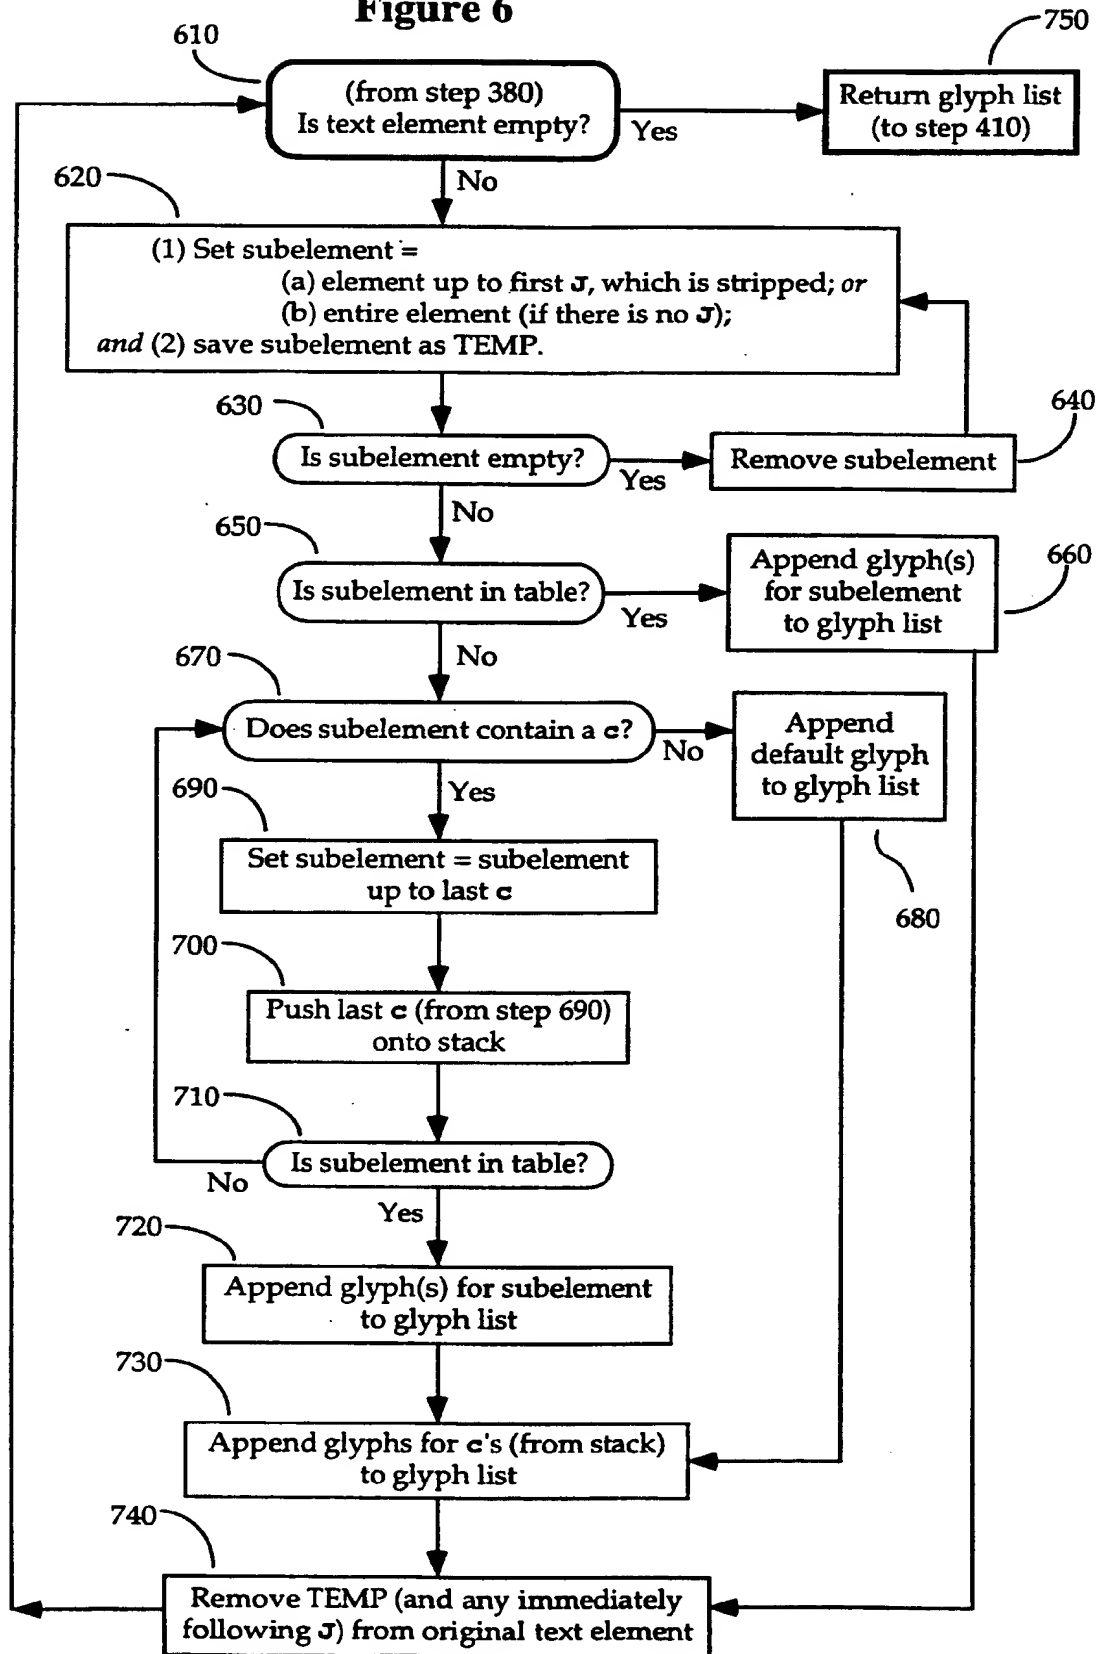 Figure 6
610
750
(from step 380)
Is text element empty?
Yes
Return glyph list
(to step 410)
No
620
(1) Set subelement =
(a) element up to first J, which is stripped; or
(b) entire element (if there is no J);
and (2) save subelement as TEMP.
630
640
Is subelement empty?
Yes
Remove subelement
No
650
660
Is subelement in table?
Yes
Append glyph(s)
for subelement
to glyph list
No
670
Does subelement contain a c?
No
Append
default glyph
to glyph list
680
Yes
690
Set subelement = subelement
up to last c
700
Push last c (from step 690)
onto stack
710
Is subelement in table?
No
Yes
720
Append glyph(s) for subelement
to glyph list
730
Append glyphs for c's (from stack)
to glyph list
740
Remove TEMP (and any immediately
following J) from original text element